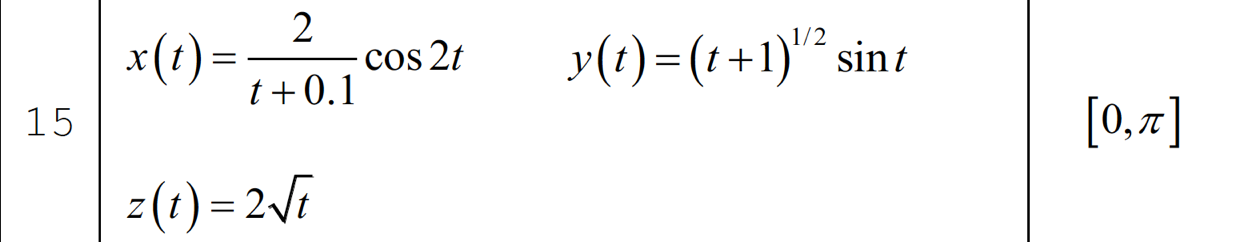 15
x(t) = 2/(t+0.1) cos 2t    y(t) = (t+1)^{1/2} sin t
z(t) = 2√t
[0, π]